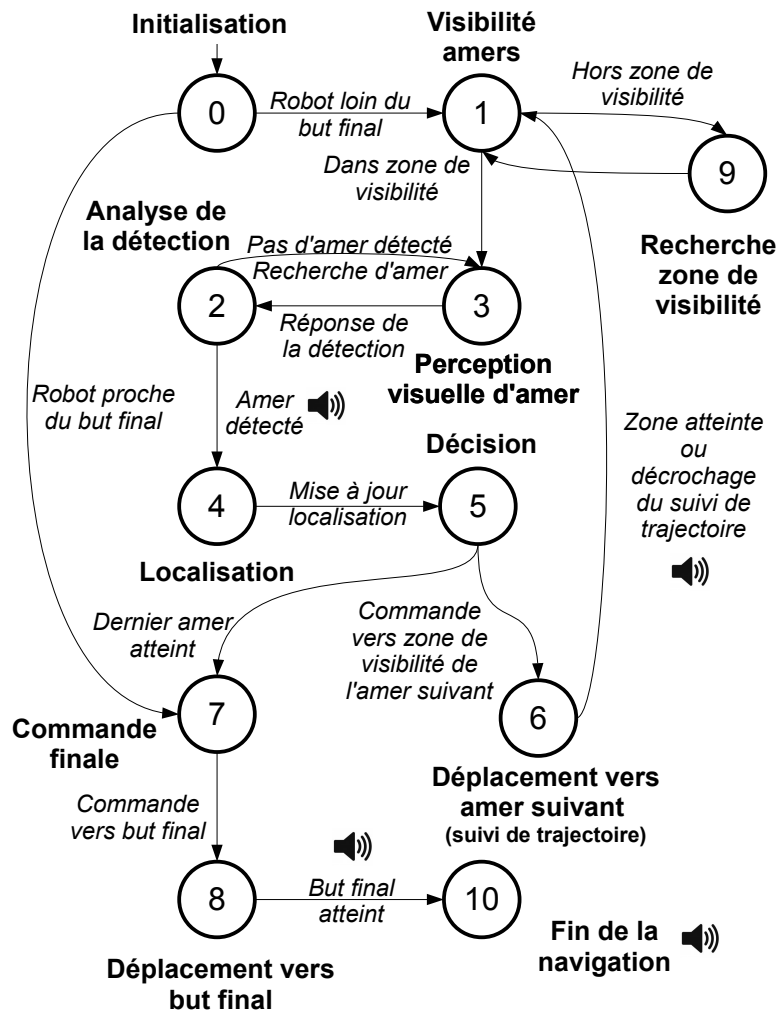 Initialisation
Visibilité
amers
0
Robot loin du
but final
1
Hors zone de
visibilité
9
Dans zone de
visibilité
Recherche
zone de
visibilité
Analyse de
la détection
Pas d'amer détecté
Recherche d'amer
2
3
Réponse de
la détection
Perception
visuelle d'amer
Robot proche
du but final
Amer
détecté
Zone atteinte
ou
décrochage
du suivi de
trajectoire
Décision
4
Mise à jour
localisation
5
Localisation
Dernier amer
atteint
Commande
vers zone de
visibilité de
l'amer suivant
7
6
Commande
finale
Déplacement vers
amer suivant
(suivi de trajectoire)
Commande
vers but final
8
But final
atteint
10
Déplacement vers
but final
Fin de la
navigation